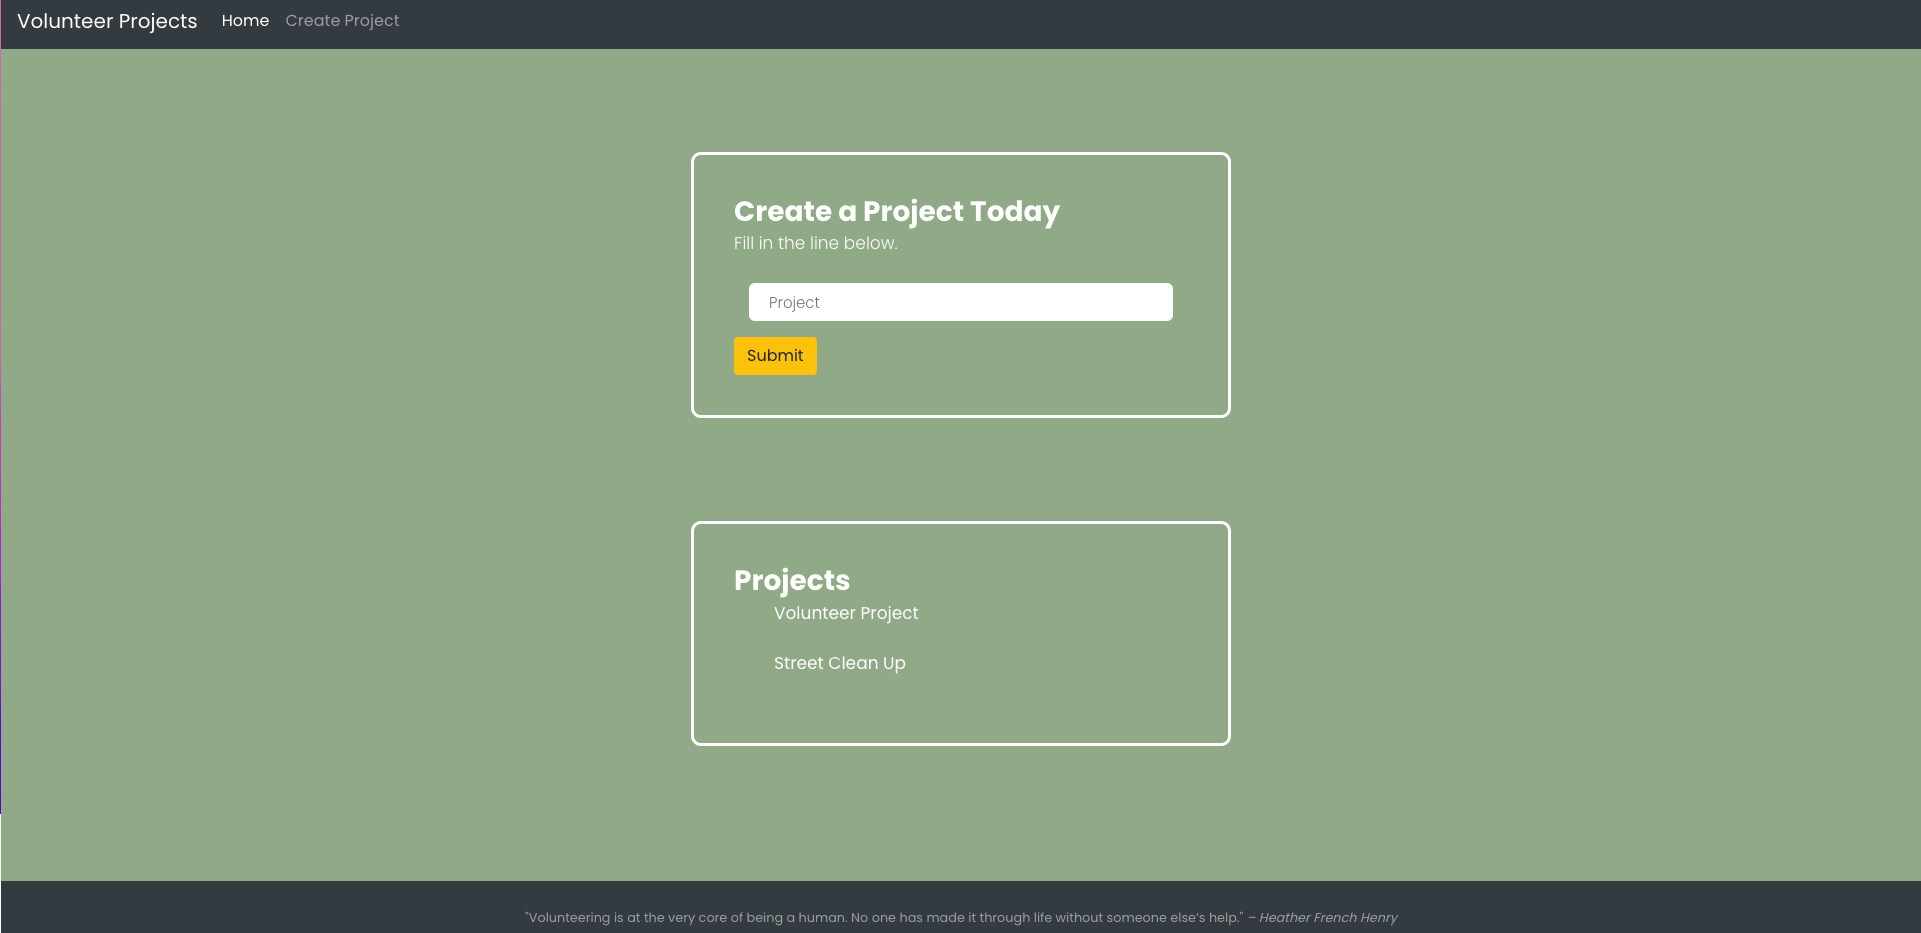 Volunteer Projects Home Create Project
Create a Project Today
Fill in the line below.
Project
Submit
Projects
Volunteer Project
Street Clean Up
"Volunteering is at the very core of being a human. No one has made it through life without someone else’s help." – Heather French Henry